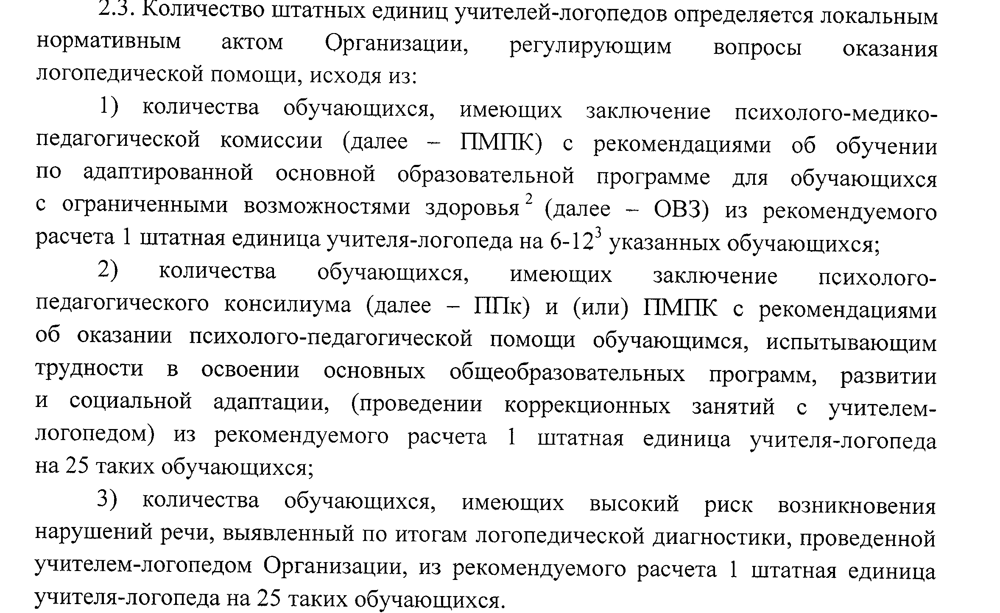 2.3. Количество штатных единиц учителей-логопедов определяется локальным
нормативным актом Организации, регулирующим вопросы оказания
логопедической помощи, исходя из:
1) количества обучающихся, имеющих заключение психолого-медико-
педагогической комиссии (далее – ПМПК) с рекомендациями об обучении
по адаптированной основной образовательной программе для обучающихся
с ограниченными возможностями здоровья ² (далее – ОВЗ) из рекомендуемого
расчета 1 штатная единица учителя-логопеда на 6-12³ указанных обучающихся;
2) количества обучающихся, имеющих заключение психолого-
педагогического консилиума (далее – ППк) и (или) ПМПК с рекомендациями
об оказании психолого-педагогической помощи обучающимся, испытывающим
трудности в освоении основных общеобразовательных программ, развитии
и социальной адаптации, (проведении коррекционных занятий с учителем-
логопедом) из рекомендуемого расчета 1 штатная единица учителя-логопеда
на 25 таких обучающихся;
3) количества обучающихся, имеющих высокий риск возникновения
нарушений речи, выявленный по итогам логопедической диагностики, проведенной
учителем-логопедом Организации, из рекомендуемого расчета 1 штатная единица
учителя-логопеда на 25 таких обучающихся.